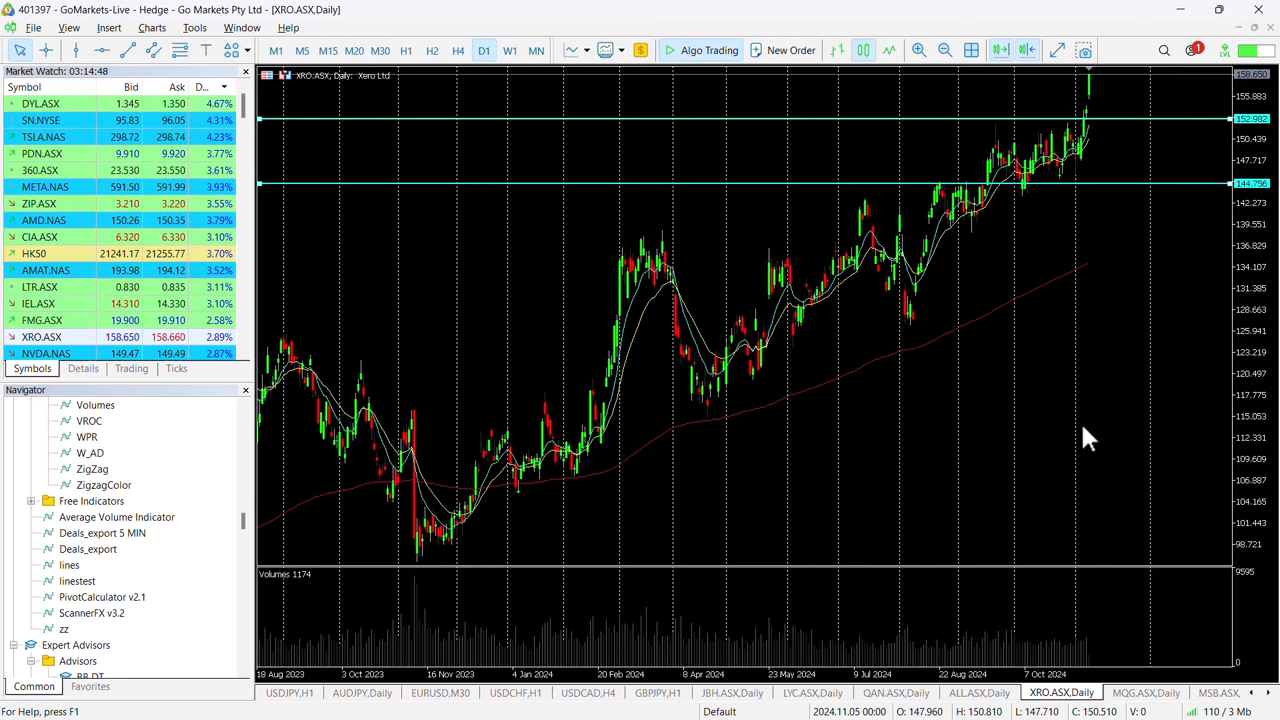 401397 - GoMarkets-Live - Hedge - Go Markets Pty Ltd - [XRO.ASX,Daily]
File View Insert Charts Tools Window Help
M1 M5 M15 M20 M30 H1 H2 H4 D1 W1 MN Algo Trading New Order 1 LVL
Market Watch: 03:14:48
Symbol Bid Ask D...
DYL.ASX 1.345 1.350 4.67%
SN.NYSE 95.83 96.05 4.31%
TSLA.NAS 298.72 298.74 4.23%
PDN.ASX 9.910 9.920 3.77%
360.ASX 23.530 23.550 3.61%
META.NAS 591.50 591.99 3.93%
ZIP.ASX 3.210 3.220 3.55%
AMD.NAS 150.26 150.35 3.79%
CIA.ASX 6.320 6.330 3.10%
HK50 21241.17 21255.77 3.70%
AMAT.NAS 193.98 194.12 3.52%
LTR.ASX 0.830 0.835 3.11%
IEL.ASX 14.310 14.330 3.10%
FMG.ASX 19.900 19.910 2.58%
XRO.ASX 158.650 158.660 2.89%
NVDA.NAS 149.47 149.49 2.87%
Symbols Details Trading Ticks
Navigator
Volumes
VROC
WPR
W_AD
ZigZag
ZigzagColor
Free Indicators
Average Volume Indicator
Deals_export 5 MIN
Deals_export
lines
linestest
PivotCalculator v2.1
ScannerFX v3.2
zz
Expert Advisors
Advisors
BB DT
Common Favorites
XRO.ASX, Daily: Xero Ltd
158.650
155.883
152.982
150.439
147.717
144.756
142.273
139.551
136.829
134.107
131.385
128.663
125.941
123.219
120.497
117.775
115.053
112.331
109.609
106.887
104.165
101.443
98.721
Volumes 1174
9595
0
18 Aug 2023 3 Oct 2023 16 Nov 2023 4 Jan 2024 20 Feb 2024 8 Apr 2024 23 May 2024 9 Jul 2024 22 Aug 2024 7 Oct 2024
USDJPY,H1 AUDJPY,Daily EURUSD,M30 USDCHF,H1 USDCAD,H4 GBPJPY,H1 JBH.ASX,Daily LYC.ASX,Daily QAN.ASX,Daily ALL.ASX,Daily XRO.ASX,Daily MQG.ASX,Daily MSB.ASX,
For Help, press F1 Default 2024.11.05 00:00 O: 147.960 H: 150.810 L: 147.710 C: 150.510 V: 0 110 / 3 Mb